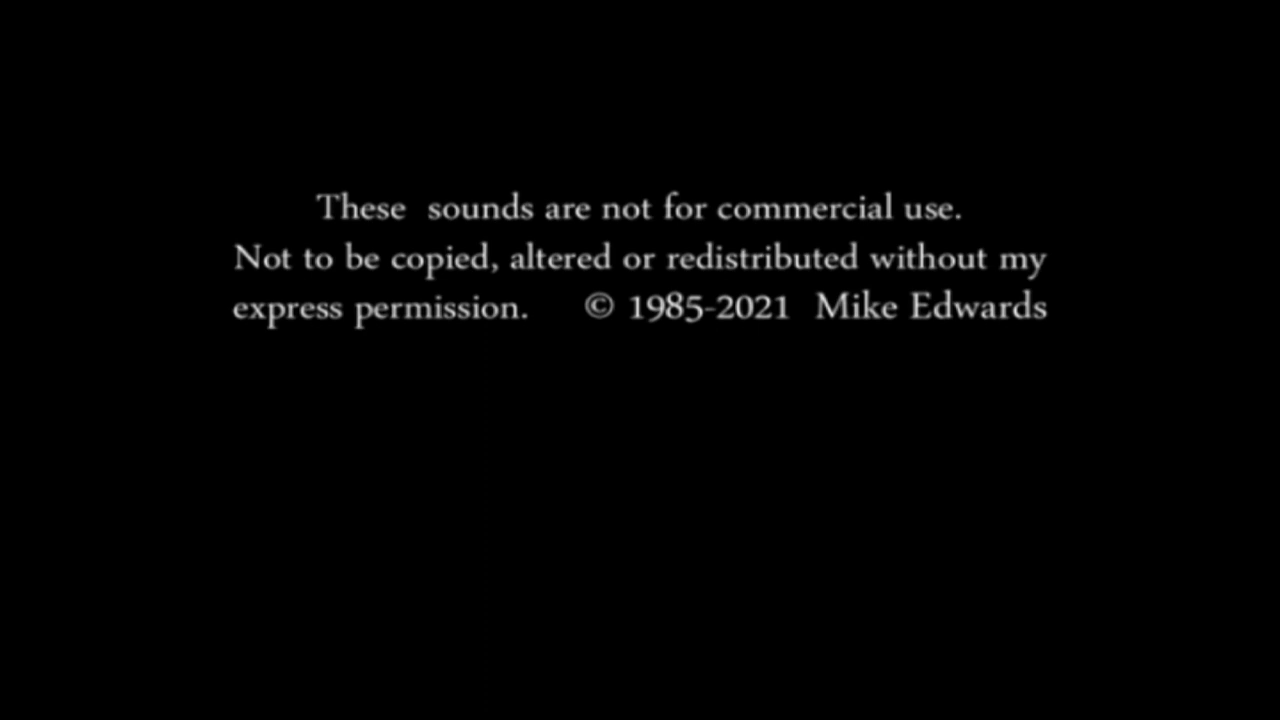 These  sounds are not for commercial use.
Not to be copied, altered or redistributed without my
express permission.     © 1985-2021  Mike Edwards